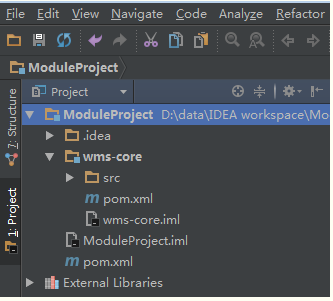 File Edit View Navigate Code Analyze Refactor
ModuleProject
Project
ModuleProject D:\data\IDEA workspace\Mo
.idea
wms-core
src
m pom.xml
wms-core.iml
ModuleProject.iml
m pom.xml
External Libraries
7: Structure
1: Project